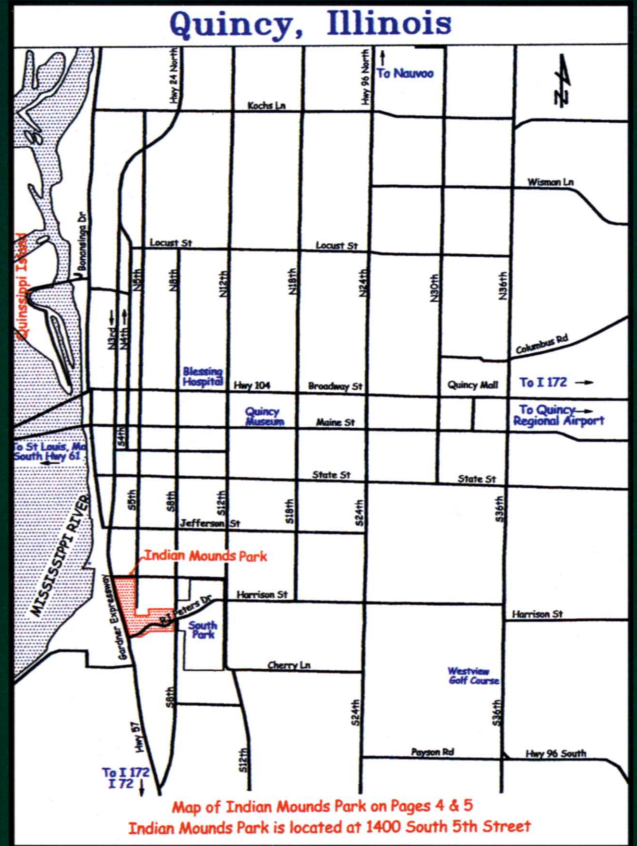 Quincy, Illinois
Hwy 24 North
Hwy 96 North
To Nauvoo
Kochs Ln
Wisman Ln
Bonansinga Dr
Quinssippi Island
Locust St
Locust St
N5th
N8th
N12th
N18th
N24th
N30th
N36th
N3rd
N4th
Columbus Rd
Blessing
Hospital
Hwy 104
Broadway St
Quincy Mall
To I 172
Quincy
Museum
Maine St
To Quincy
Regional Airport
S4th
To St Louis, Mo
South Hwy 61
State St
State St
S5th
S8th
S12th
S18th
S24th
S36th
Jefferson St
MISSISSIPPI RIVER
Indian Mounds Park
Gardner Expressway
Harrison St
BJ Peters Dr
South
Park
Harrison St
Cherry Ln
Westview
Golf Course
S8th
S24th
S36th
Hwy 57
S12th
Payson Rd
Hwy 96 South
To I 172
I 72
Map of Indian Mounds Park on Pages 4 & 5
Indian Mounds Park is located at 1400 South 5th Street